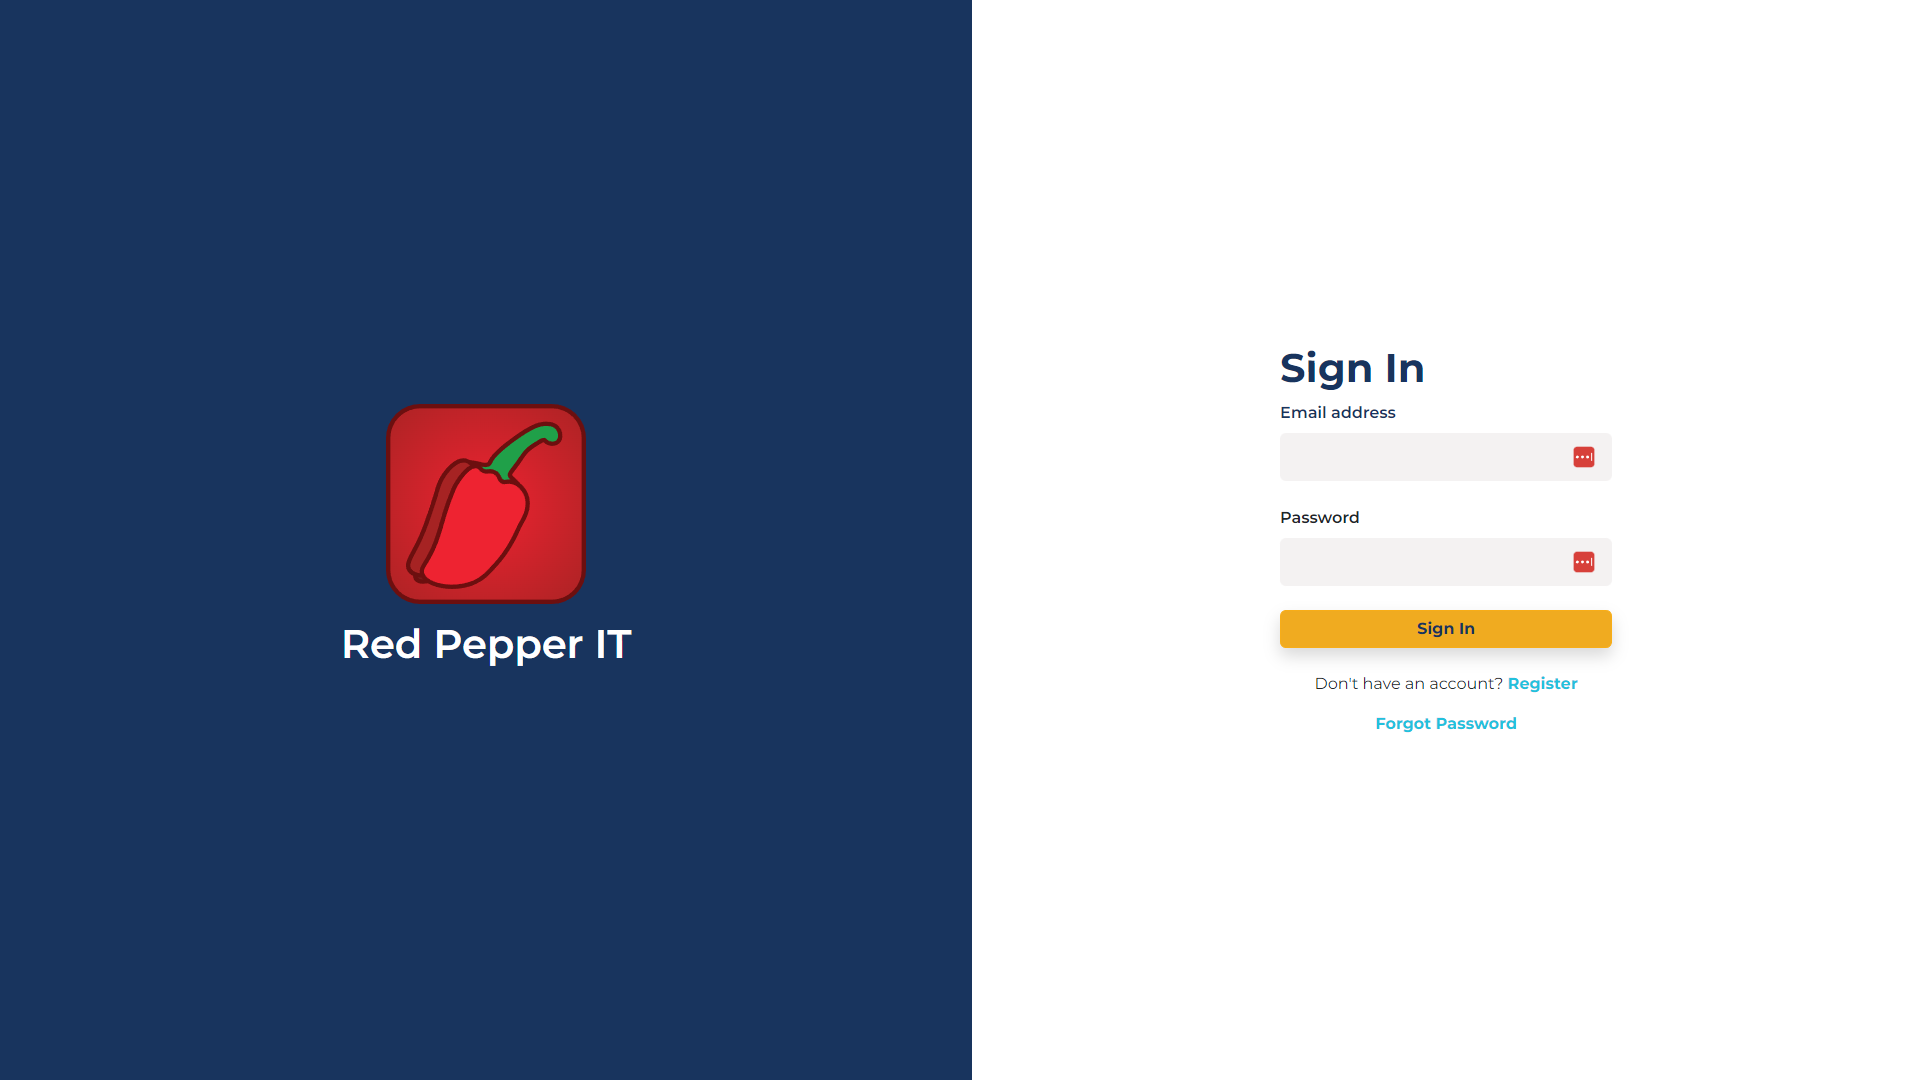 Red Pepper IT
Sign In
Email address
Password
Sign In
Don't have an account? Register
Forgot Password